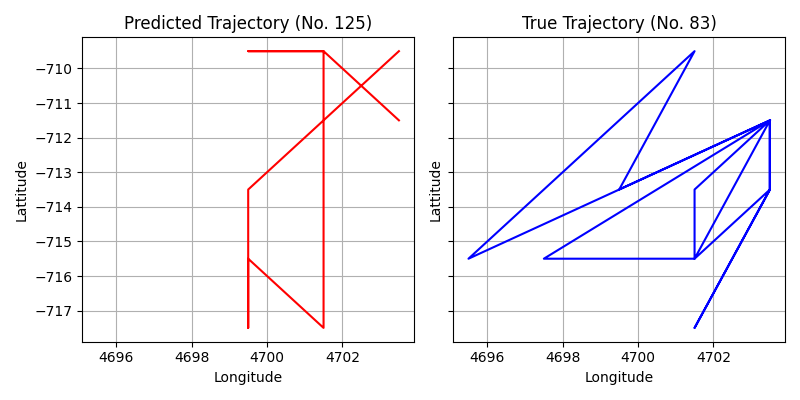 Predicted Trajectory (No. 125)
True Trajectory (No. 83)
−710
−711
−712
−713
−714
−715
−716
−717
Lattitude
Lattitude
4696 4698 4700 4702
4696 4698 4700 4702
Longitude
Longitude